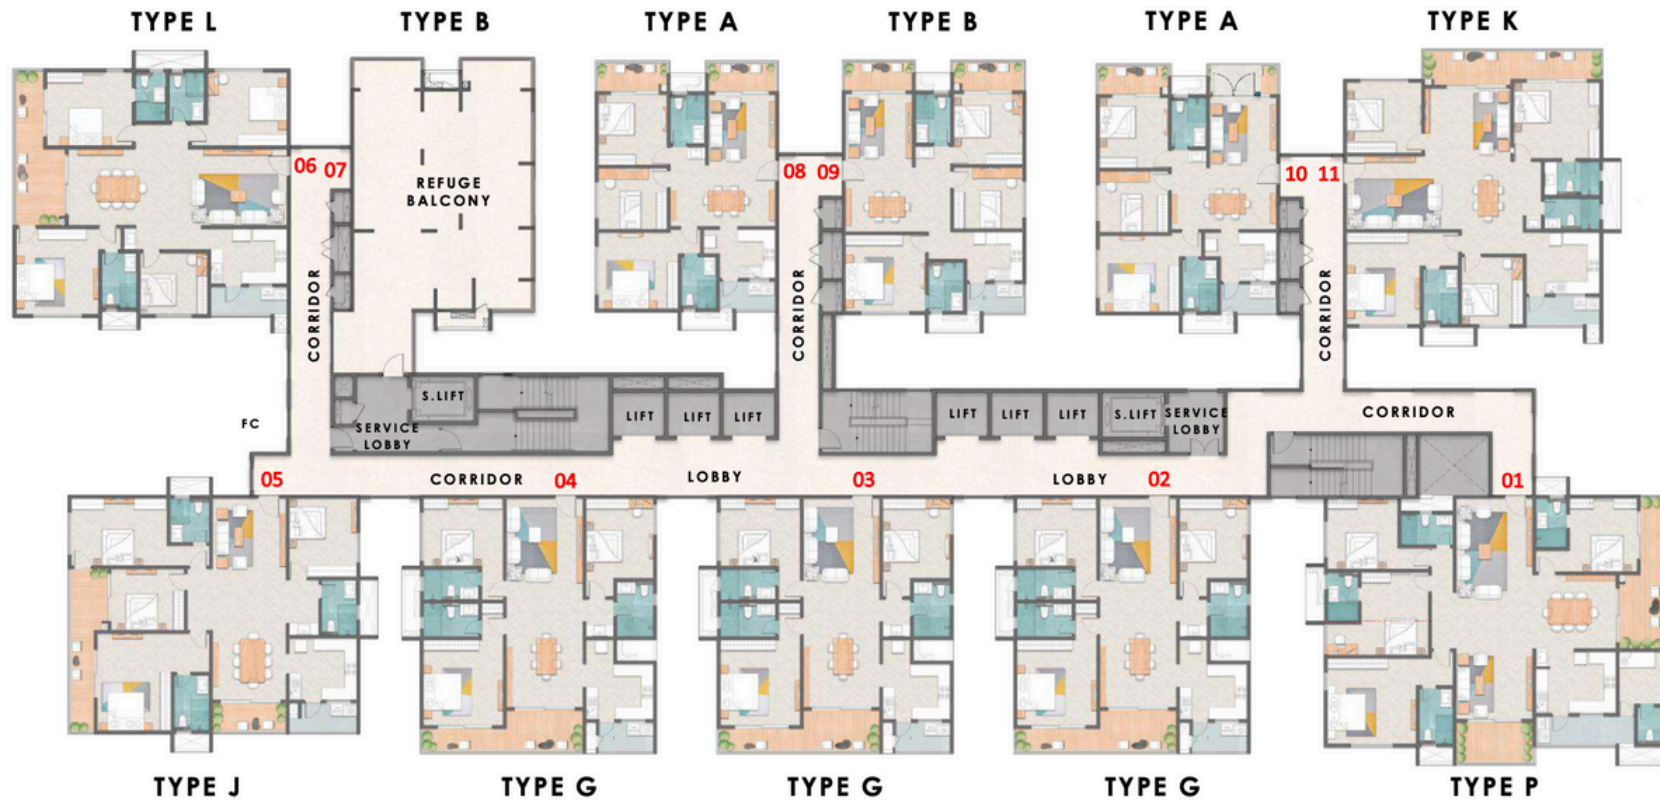 TYPE L
TYPE B
TYPE A
TYPE B
TYPE A
TYPE K
06
07
REFUGE
BALCONY
08
09
10
11
CORRIDOR
CORRIDOR
CORRIDOR
S.LIFT
SERVICE
LOBBY
LIFT
LIFT
LIFT
LIFT
LIFT
LIFT
S.LIFT
SERVICE
LOBBY
CORRIDOR
FC
05
CORRIDOR
04
LOBBY
03
LOBBY
02
01
TYPE J
TYPE G
TYPE G
TYPE G
TYPE P